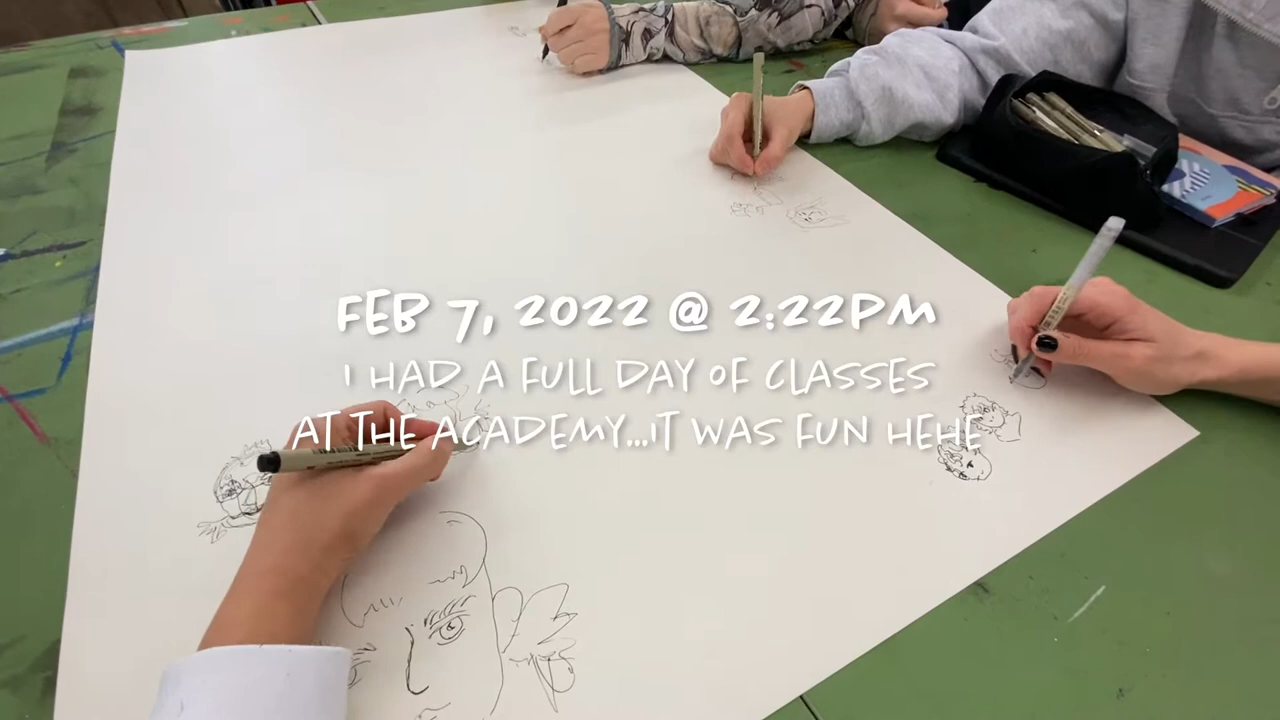 FEB 7, 2022 @ 2:22PM
I HAD A FULL DAY OF CLASSES
AT THE ACADEMY...IT WAS FUN HEHE